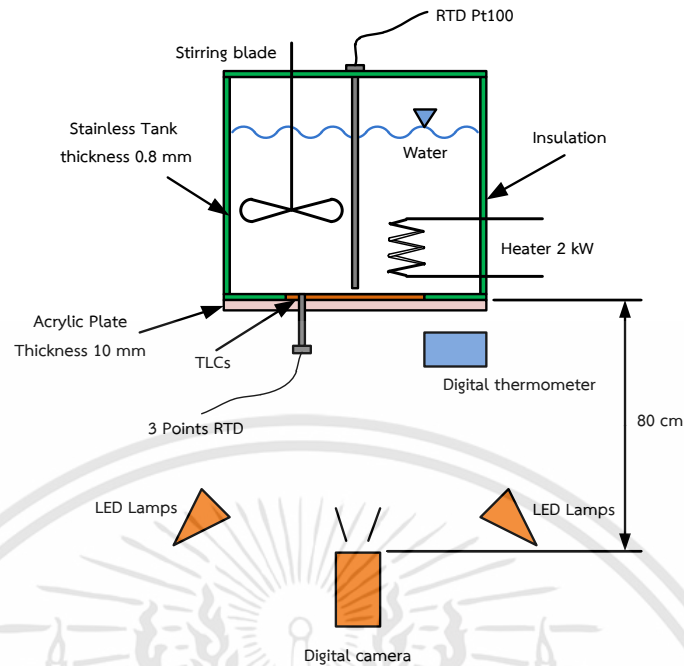 RTD Pt100
Stirring blade
Stainless Tank
thickness 0.8 mm
Insulation
Water
Heater 2 kW
Acrylic Plate
Thickness 10 mm
TLCs
Digital thermometer
3 Points RTD
80 cm
LED Lamps
LED Lamps
Digital camera